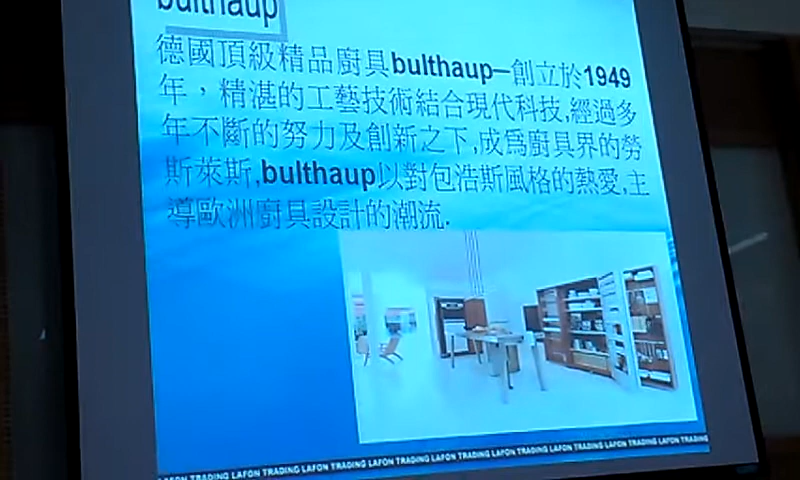 bulthaup
德國頂級精品廚具bulthaup─創立於1949
年，精湛的工藝技術結合現代科技,經過多
年不斷的努力及創新之下,成為廚具界的勞
斯萊斯,bulthaup以對包浩斯風格的熱愛,主
導歐洲廚具設計的潮流.
LAFON TRADING LAFON TRADING LAFON TRADING LAFON TRADING LAFON TRADING LAFON TRADING LAFON TRADING LAFON TRADING